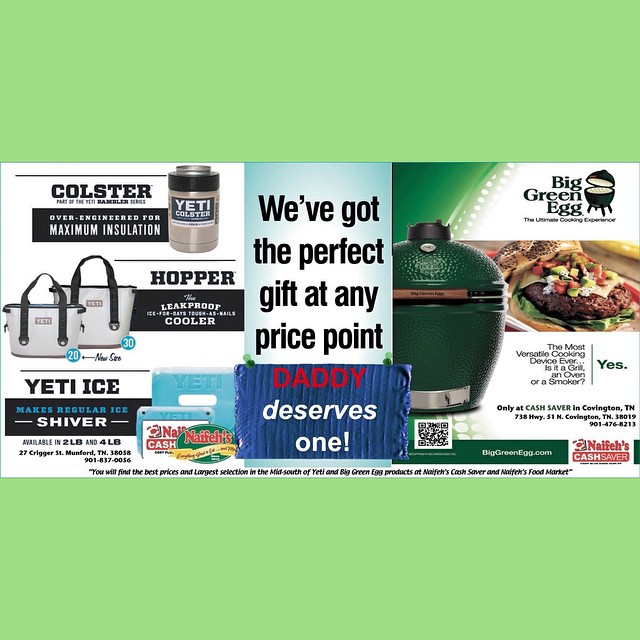 COLSTER
PART OF THE YETI RAMBLER SERIES
OVER-ENGINEERED FOR
MAXIMUM INSULATION
YETI
COLSTER
HOPPER
The
LEAKPROOF
ICE-FOR-DAYS TOUGH-AS-NAILS
COOLER
YETI
YETI
30
20
New Size
YETI ICE
MAKES REGULAR ICE
SHIVER
AVAILABLE IN 2LB AND 4LB
27 Crigger St. Munford, TN. 38058
901-837-0056
YETI
YETI
CASH
Naifeh's
We've got
the perfect
gift at any
price point
DADDY
deserves
one!
Big
Green
Egg
The Ultimate Cooking Experience
Big Green Egg
The Most
Versatile Cooking
Device Ever...
Is it a Grill,
an Oven
or a Smoker?
Yes.
Only at CASH SAVER in Covington, TN
738 Hwy. 51 N. Covington, TN. 38019
901-476-8213
BigGreenEgg.com
Naifeh's
CASH SAVER
"You will find the best prices and Largest selection in the Mid-south of Yeti and Big Green Egg products at Naifeh's Cash Saver and Naifeh's Food Market"